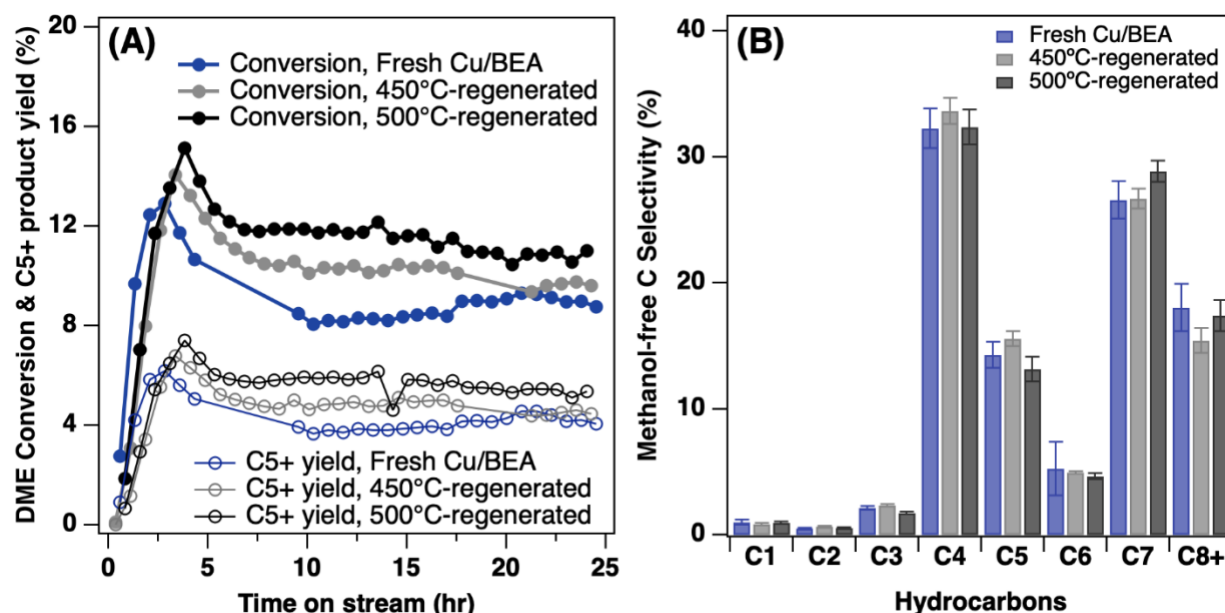 (A)
DME Conversion & C5+ product yield (%)
20
16
12
8
4
0
Conversion, Fresh Cu/BEA
Conversion, 450°C-regenerated
Conversion, 500°C-regenerated
C5+ yield, Fresh Cu/BEA
C5+ yield, 450°C-regenerated
C5+ yield, 500°C-regenerated
0 5 10 15 20 25
Time on stream (hr)
(B)
Methanol-free C Selectivity (%)
40
30
20
10
0
Fresh Cu/BEA
450ºC-regenerated
500ºC-regenerated
C1 C2 C3 C4 C5 C6 C7 C8+
Hydrocarbons